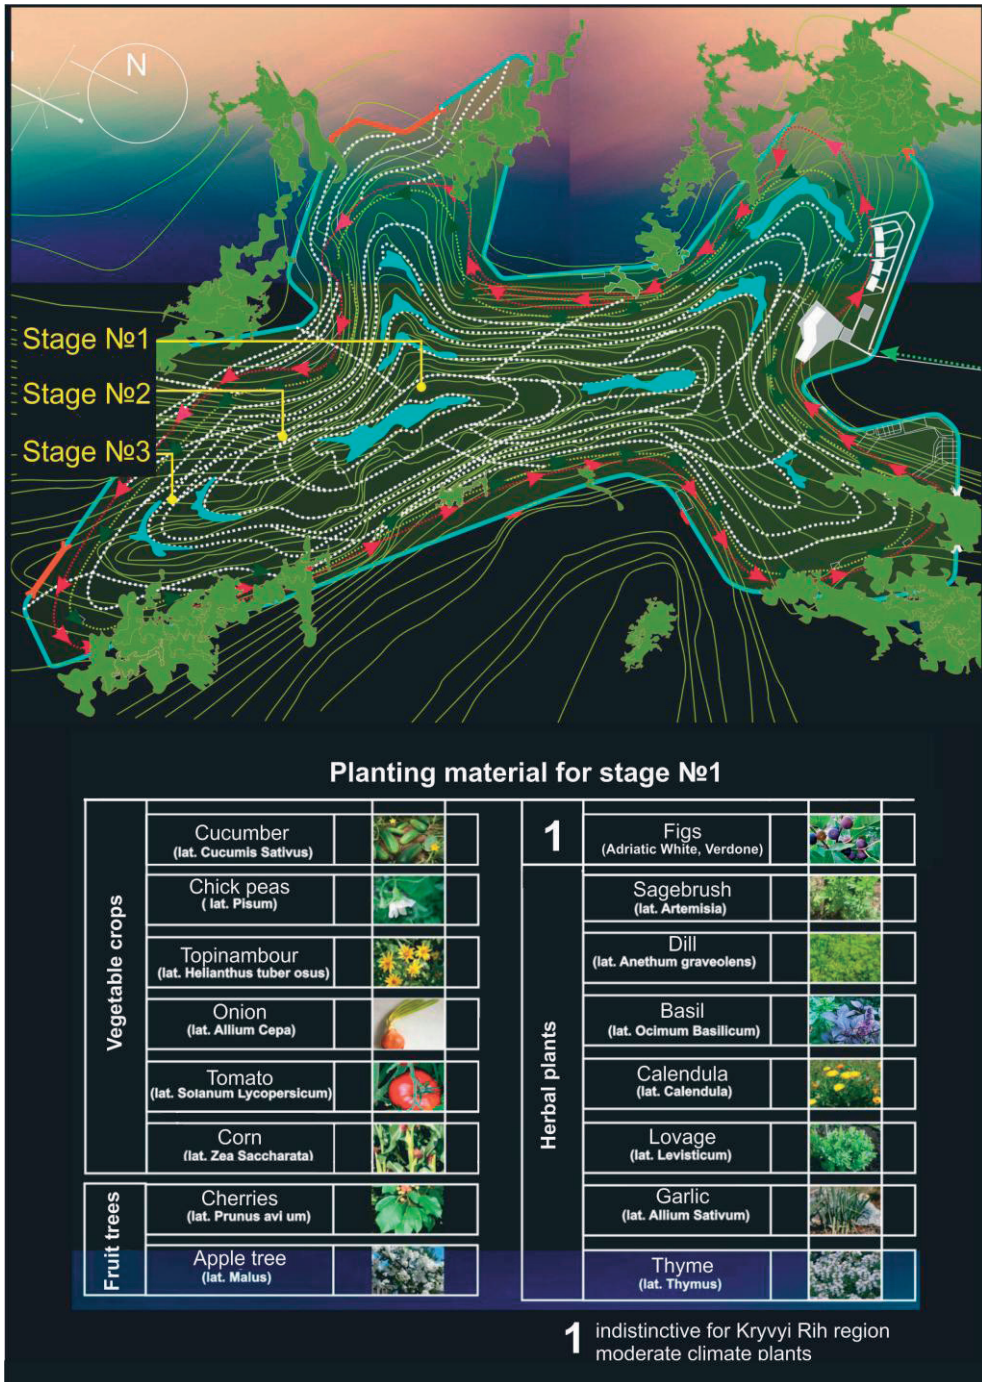 N
Stage №1
Stage №2
Stage №3
Planting material for stage №1
Vegetable crops
Cucumber
(lat. Cucumis Sativus)
Chick peas
( lat. Pisum)
Topinambour
(lat. Helianthus tuber osus)
Onion
(lat. Allium Cepa)
Tomato
(lat. Solanum Lycopersicum)
Corn
(lat. Zea Saccharata)
Fruit trees
Cherries
(lat. Prunus avi um)
Apple tree
(lat. Malus)
1
Figs
(Adriatic White, Verdone)
Herbal plants
Sagebrush
(lat. Artemisia)
Dill
(lat. Anethum graveolens)
Basil
(lat. Ocimum Basilicum)
Calendula
(lat. Calendula)
Lovage
(lat. Levisticum)
Garlic
(lat. Allium Sativum)
Thyme
(lat. Thymus)
1 indistinctive for Kryvyi Rih region
moderate climate plants